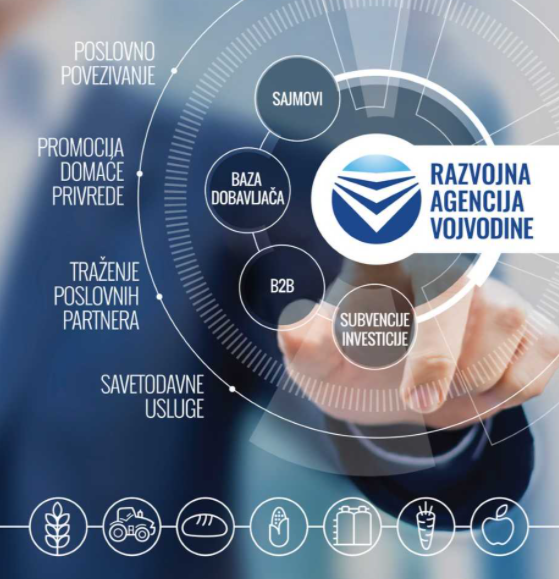 POSLOVNO
POVEZIVANJE
PROMOCIJA
DOMAĆE
PRIVREDE
TRAŽENJE
POSLOVNIH
PARTNERA
SAVETODAVNE
USLUGE
SAJMOVI
BAZA
DOBAVLJAČA
B2B
SUBVENCIJE
INVESTICIJE
RAZVOJNA
AGENCIJA
VOJVODINE